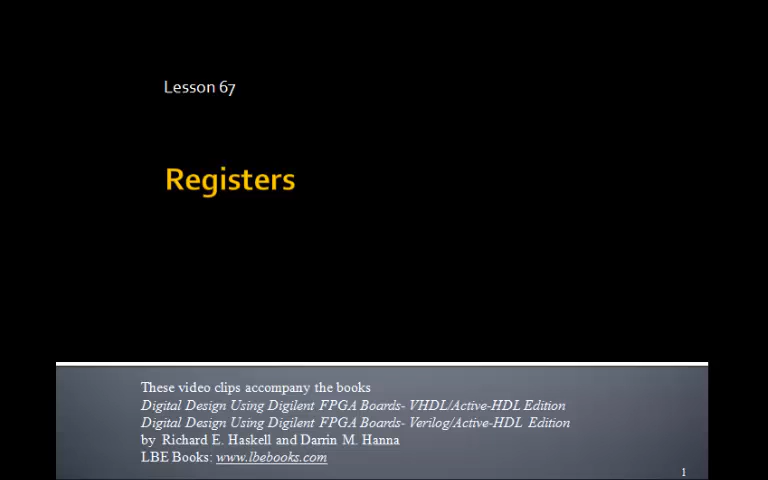 Lesson 67
Registers
These video clips accompany the books
Digital Design Using Digilent FPGA Boards- VHDL/Active-HDL Edition
Digital Design Using Digilent FPGA Boards- Verilog/Active-HDL Edition
by Richard E. Haskell and Darrin M. Hanna
LBE Books: www.lbebooks.com
1